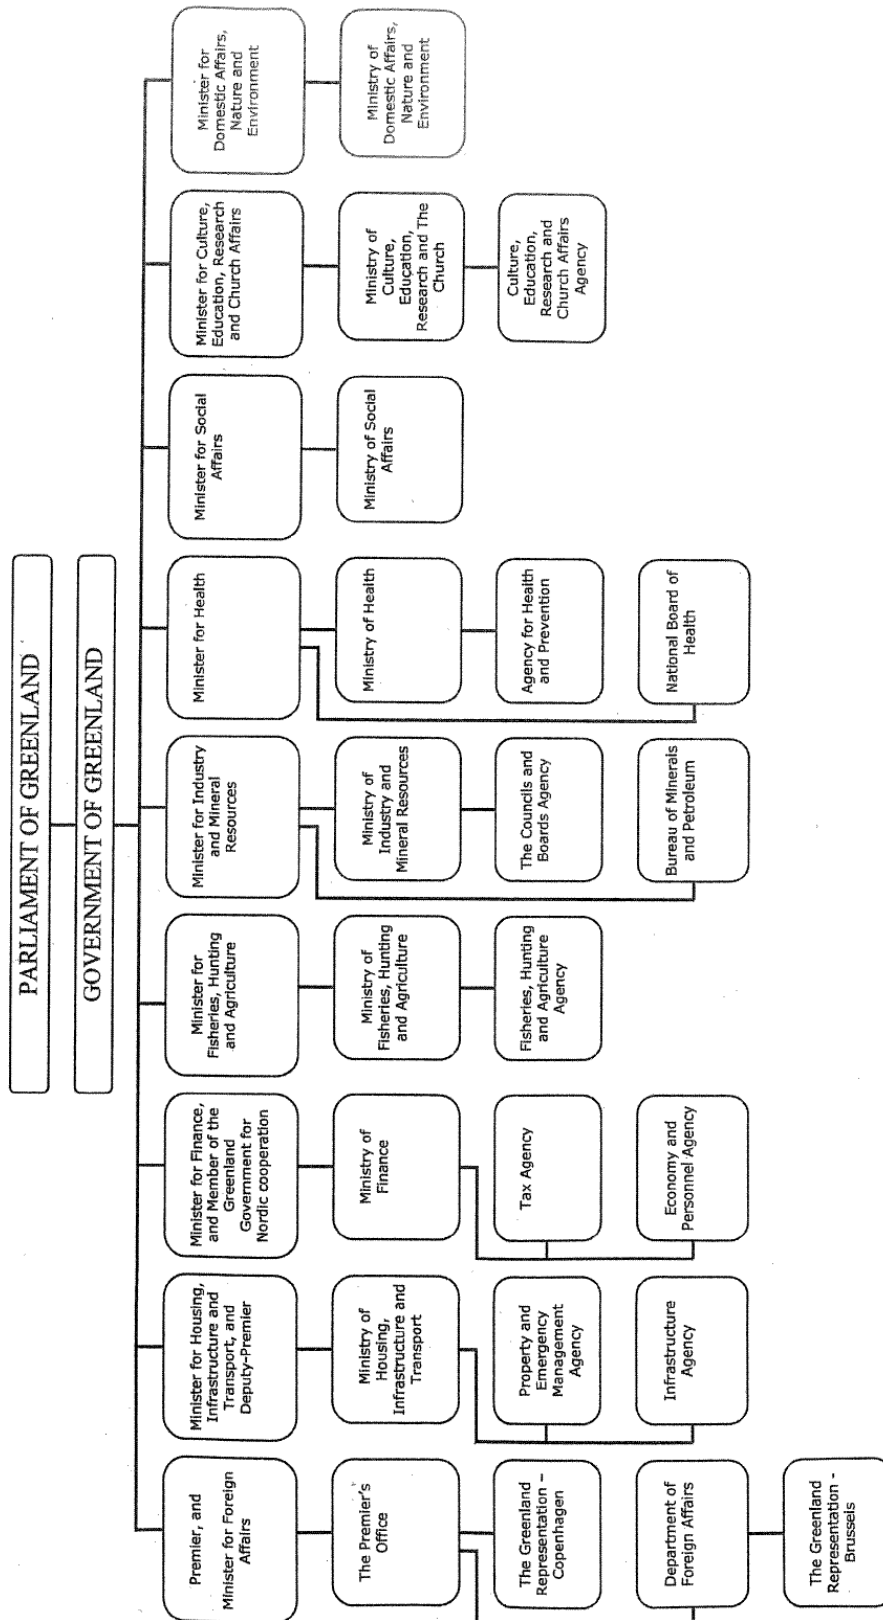 PARLIAMENT OF GREENLAND
GOVERNMENT OF GREENLAND
Premier, and
Minister for Foreign
Affairs
The Premier's
Office
The Greenland
Representation –
Copenhagen
Department of
Foreign Affairs
The Greenland
Representation -
Brussels
Minister for Housing,
Infrastructure and
Transport, and
Deputy-Premier
Ministry of
Housing,
Infrastructure and
Transport
Property and
Emergency
Management
Agency
Infrastructure
Agency
Minister for Finance,
and Member of the
Greenland
Government for
Nordic cooperation
Ministry of
Finance
Tax Agency
Economy and
Personnel Agency
Minister for
Fisheries, Hunting
and Agriculture
Ministry of
Fisheries, Hunting
and Agriculture
Fisheries, Hunting
and Agriculture
Agency
Minister for Industry
and Mineral
Resources
Ministry of
Industry and
Mineral Resources
The Councils and
Boards Agency
Bureau of Minerals
and Petroleum
Minister for Health
Ministry of Health
Agency for Health
and Prevention
National Board of
Health
Minister for Social
Affairs
Ministry of Social
Affairs
Minister for Culture,
Education, Research
and Church Affairs
Ministry of
Culture,
Education,
Research and The
Church
Culture,
Education,
Research and
Church Affairs
Agency
Minister for
Domestic Affairs,
Nature and
Environment
Ministry of
Domestic Affairs,
Nature and
Environment